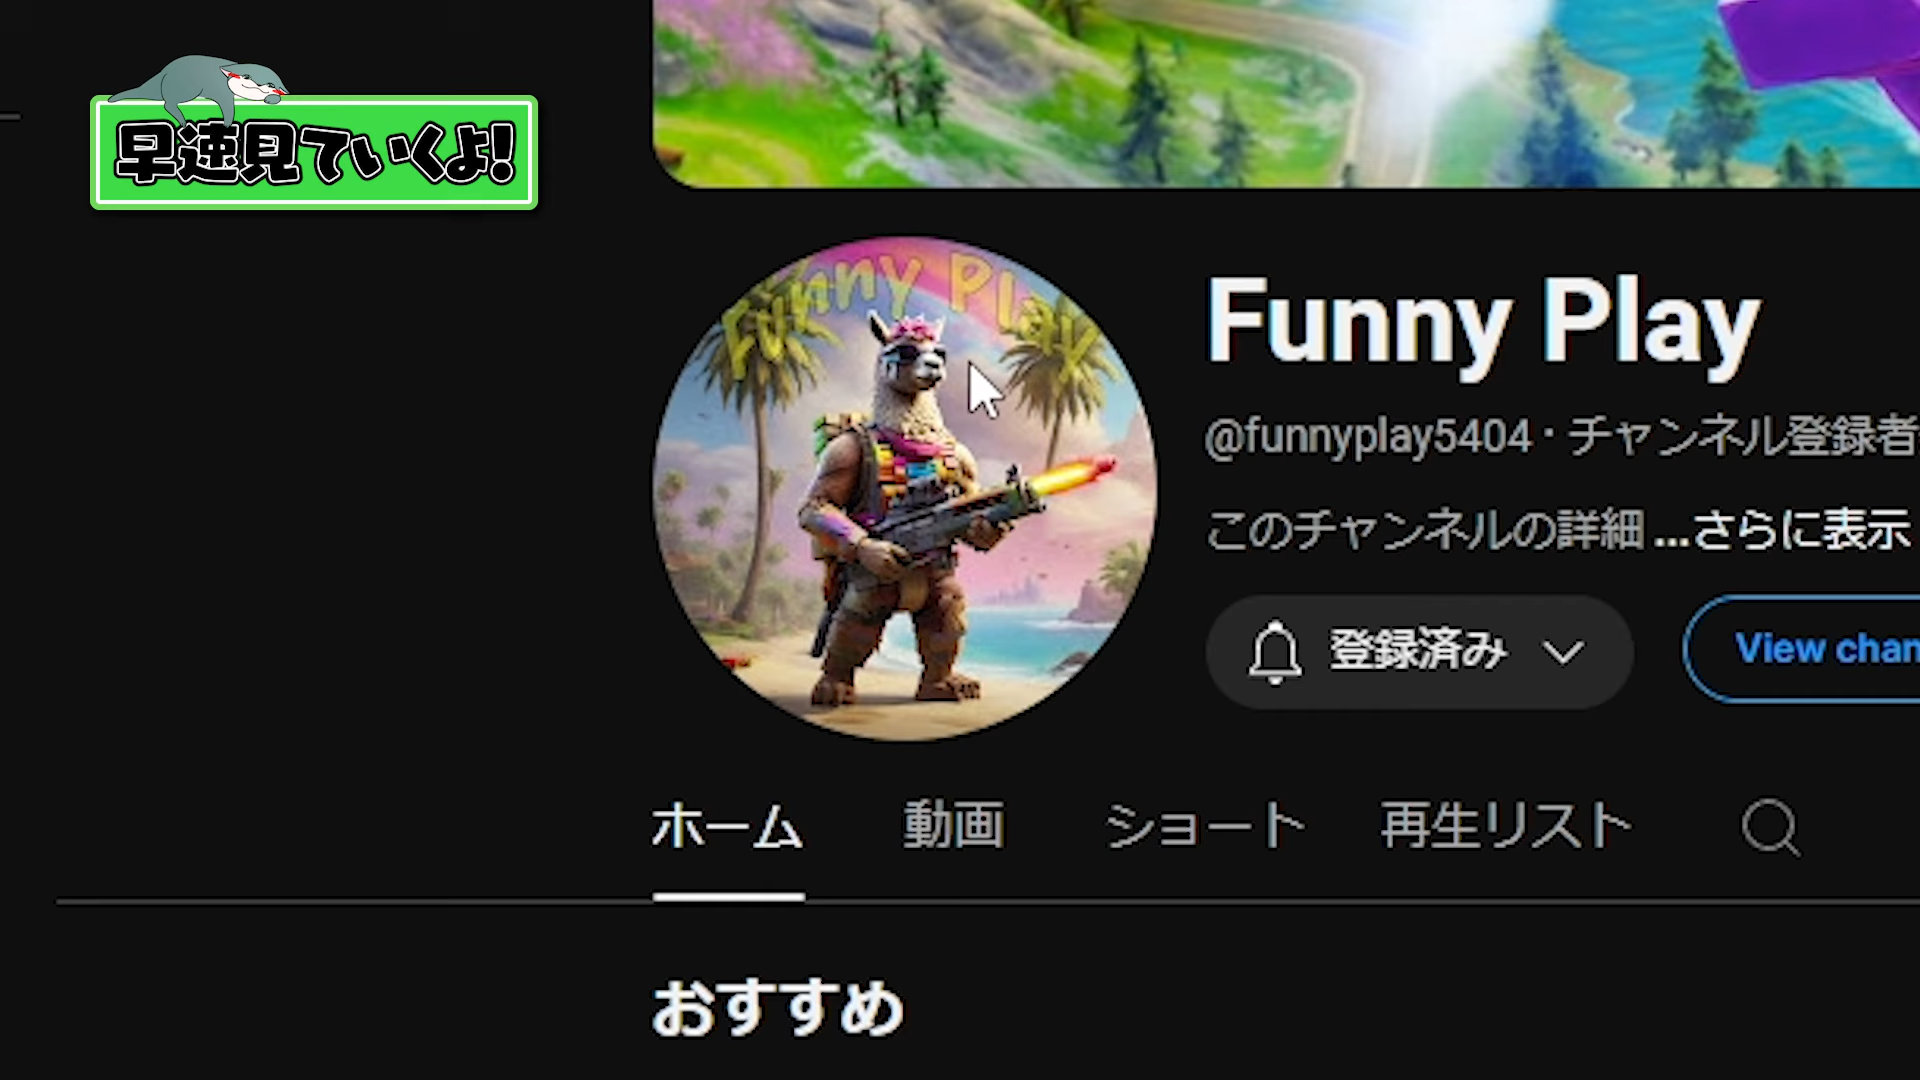 早速見ていくよ!
Funny Play
Funny Play
@funnyplay5404・チャンネル登録者
このチャンネルの詳細 ...さらに表示
登録済み
View chan
ホーム 動画 ショート 再生リスト
おすすめ